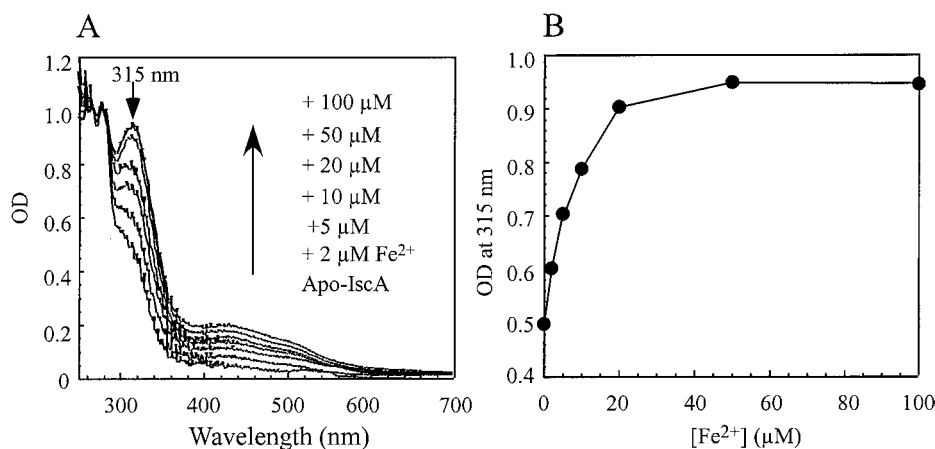 A
1.2
1.0
0.8
0.6
0.4
0.2
0
OD
315 nm
+ 100 µM
+ 50 µM
+ 20 µM
+ 10 µM
+5 µM
+ 2 µM Fe²⁺
Apo-IscA
300
400
500
600
700
Wavelength (nm)
B
1.0
0.9
0.8
0.7
0.6
0.5
0.4
OD at 315 nm
0
20
40
60
80
100
[Fe²⁺] (µM)